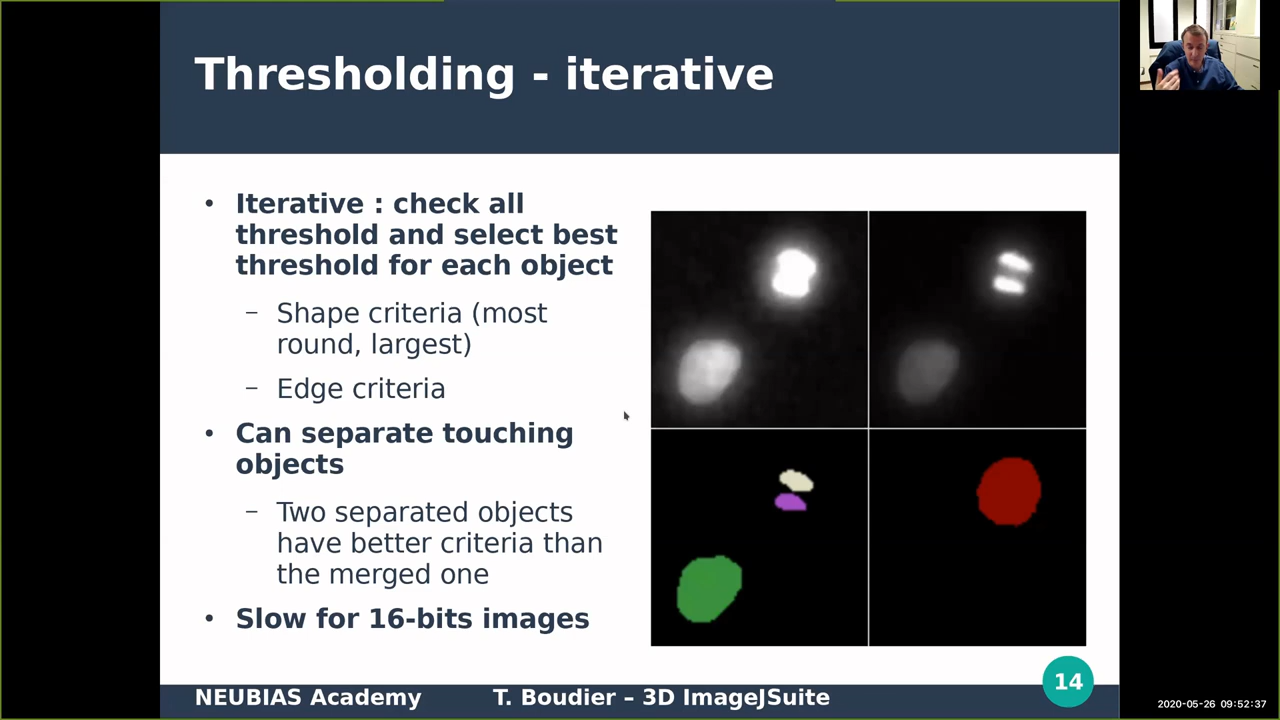 Thresholding - iterative
• Iterative : check all
threshold and select best
threshold for each object
– Shape criteria (most
round, largest)
– Edge criteria
• Can separate touching
objects
– Two separated objects
have better criteria than
the merged one
• Slow for 16-bits images
14
NEUBIAS Academy T. Boudier – 3D ImageJSuite
2020-05-26 09:52:37